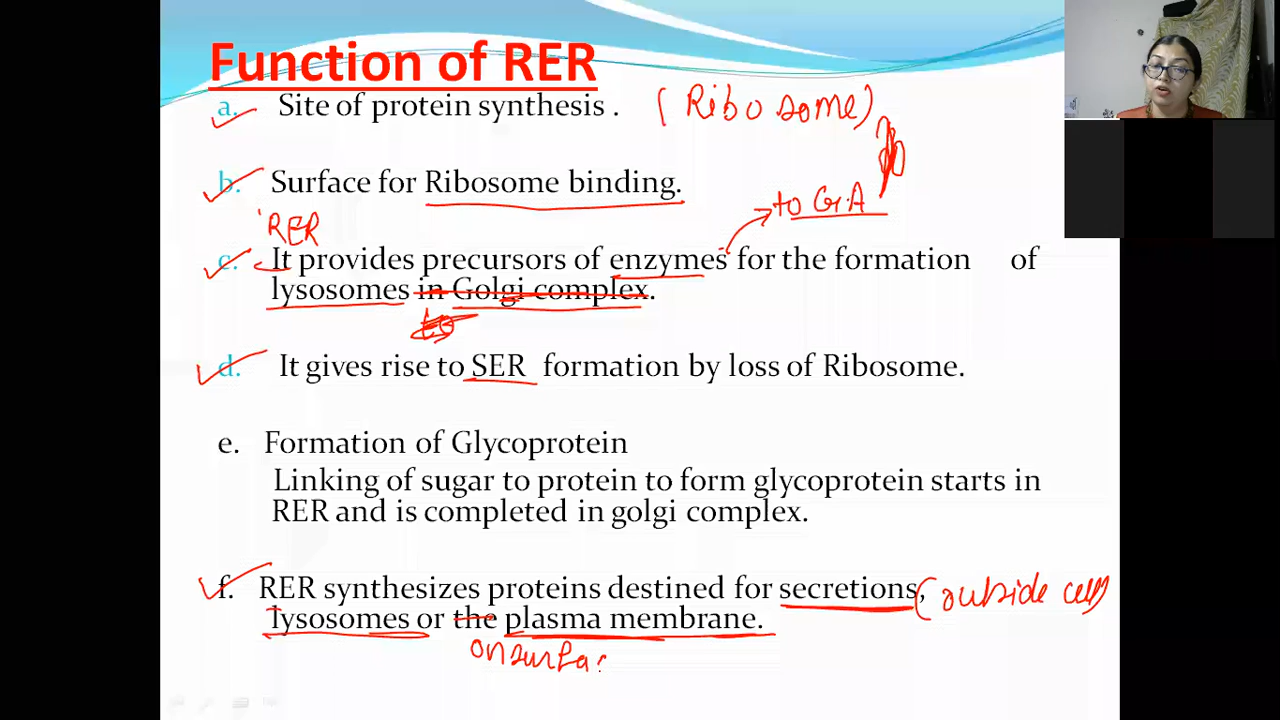 Function of RER
a. Site of protein synthesis . (Ribosome)
b. Surface for Ribosome binding.
to G.A
RER
c. It provides precursors of enzymes for the formation of
lysosomes in Golgi complex.
to
d. It gives rise to SER formation by loss of Ribosome.
e. Formation of Glycoprotein
Linking of sugar to protein to form glycoprotein starts in
RER and is completed in golgi complex.
f. RER synthesizes proteins destined for secretions, (outside cell)
lysosomes or the plasma membrane.
on surfac